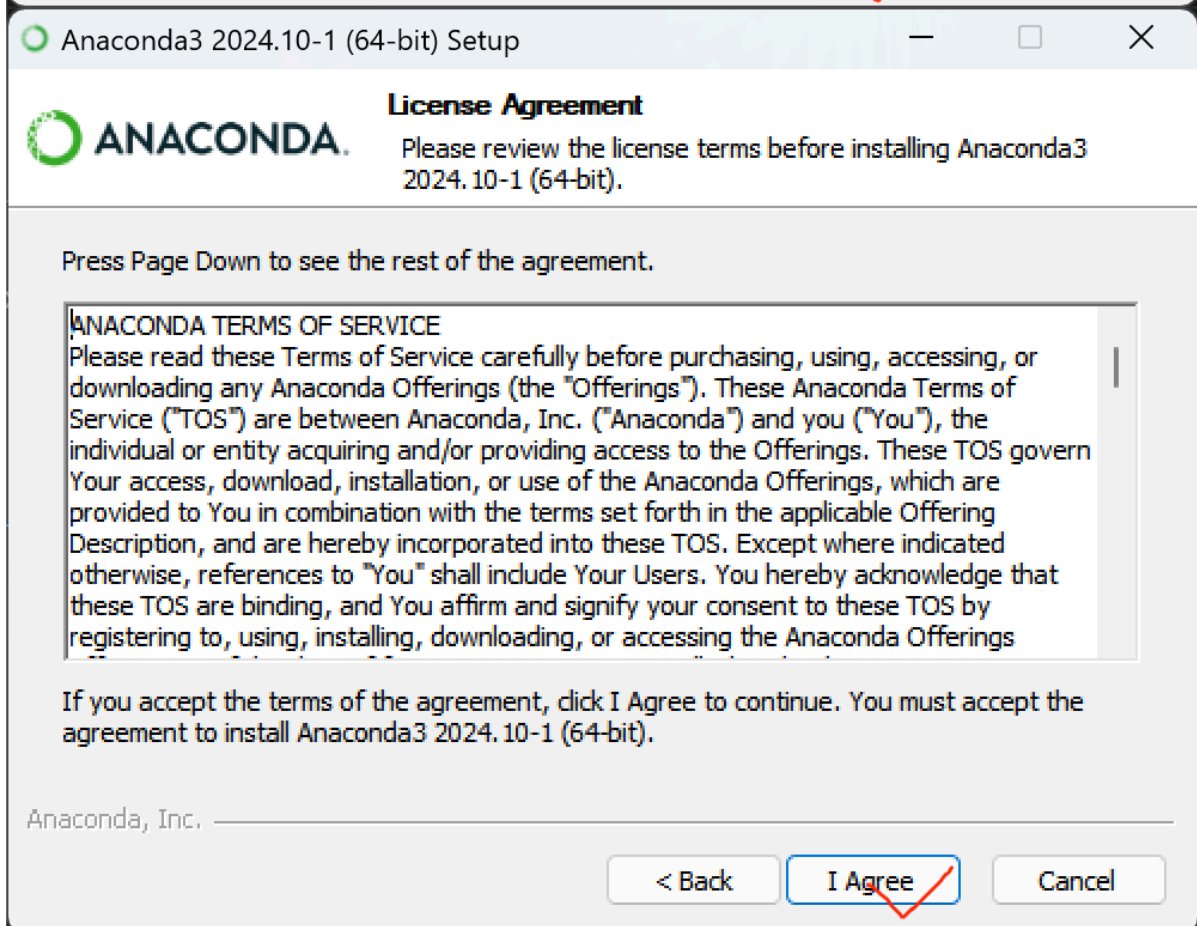 Anaconda3 2024.10-1 (64-bit) Setup
ANACONDA.
License Agreement
Please review the license terms before installing Anaconda3
2024.10-1 (64-bit).
Press Page Down to see the rest of the agreement.
ANACONDA TERMS OF SERVICE
Please read these Terms of Service carefully before purchasing, using, accessing, or
downloading any Anaconda Offerings (the "Offerings"). These Anaconda Terms of
Service ("TOS") are between Anaconda, Inc. ("Anaconda") and you ("You"), the
individual or entity acquiring and/or providing access to the Offerings. These TOS govern
Your access, download, installation, or use of the Anaconda Offerings, which are
provided to You in combination with the terms set forth in the applicable Offering
Description, and are hereby incorporated into these TOS. Except where indicated
otherwise, references to "You" shall include Your Users. You hereby acknowledge that
these TOS are binding, and You affirm and signify your consent to these TOS by
registering to, using, installing, downloading, or accessing the Anaconda Offerings
If you accept the terms of the agreement, click I Agree to continue. You must accept the
agreement to install Anaconda3 2024.10-1 (64-bit).
Anaconda, Inc.
< Back
I Agree
Cancel